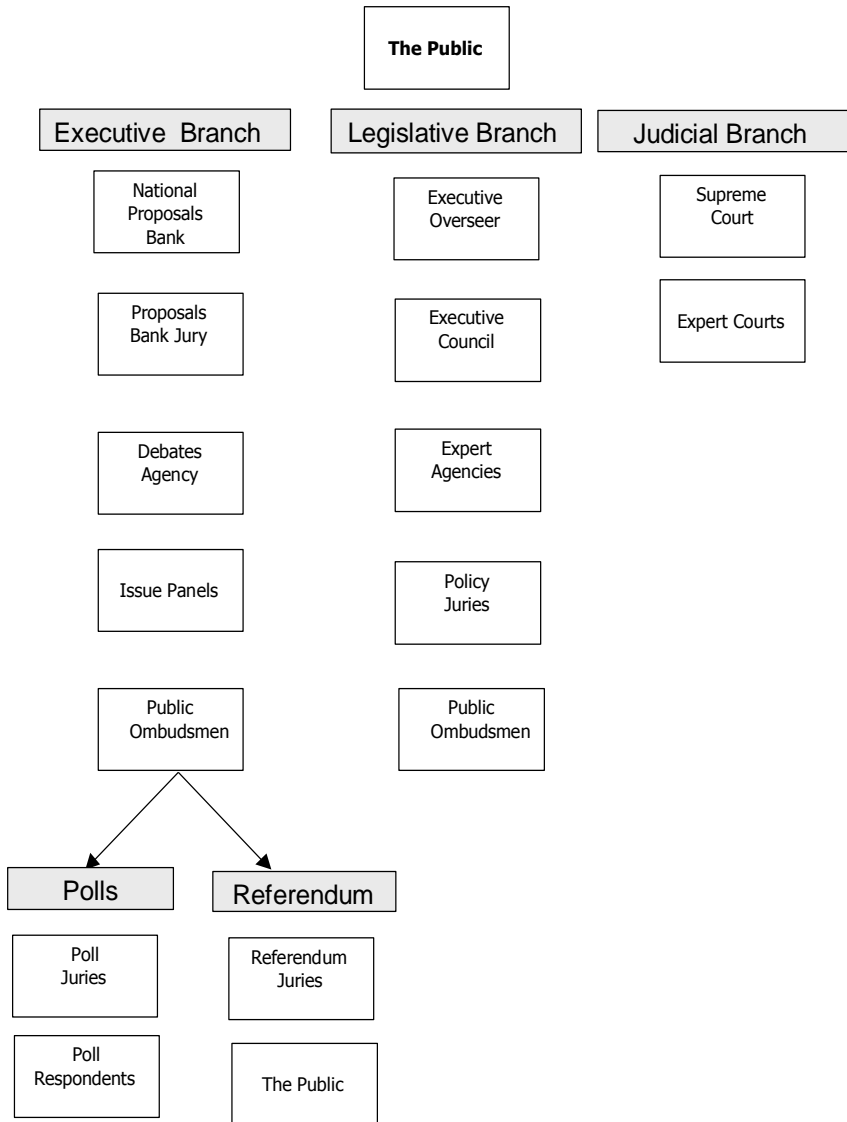 The Public
Executive Branch
National
Proposals
Bank
Proposals
Bank Jury
Debates
Agency
Issue Panels
Public
Ombudsmen
Legislative Branch
Executive
Overseer
Executive
Council
Expert
Agencies
Policy
Juries
Public
Ombudsmen
Judicial Branch
Supreme
Court
Expert Courts
Polls
Poll
Juries
Poll
Respondents
Referendum
Referendum
Juries
The Public